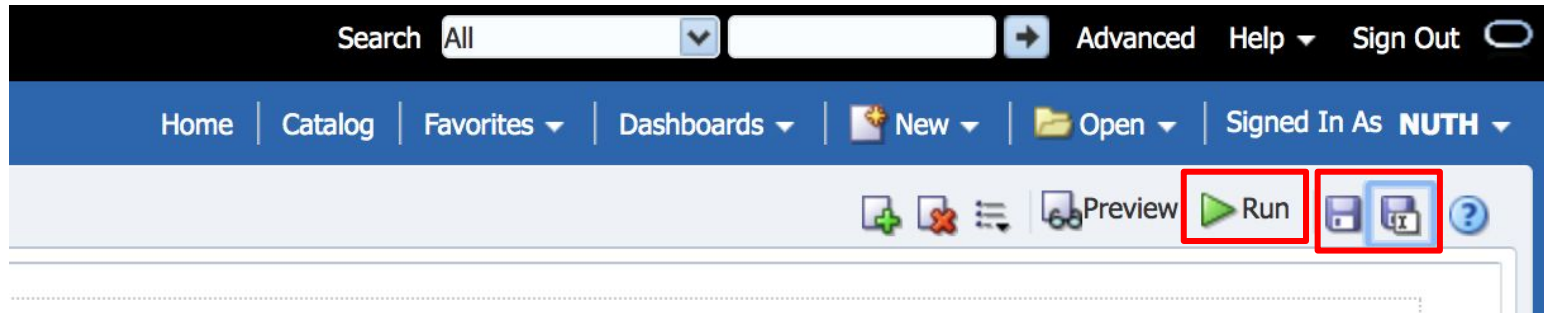 Search All Advanced Help Sign Out
Home Catalog Favorites Dashboards New Open Signed In As NUTH
Preview Run